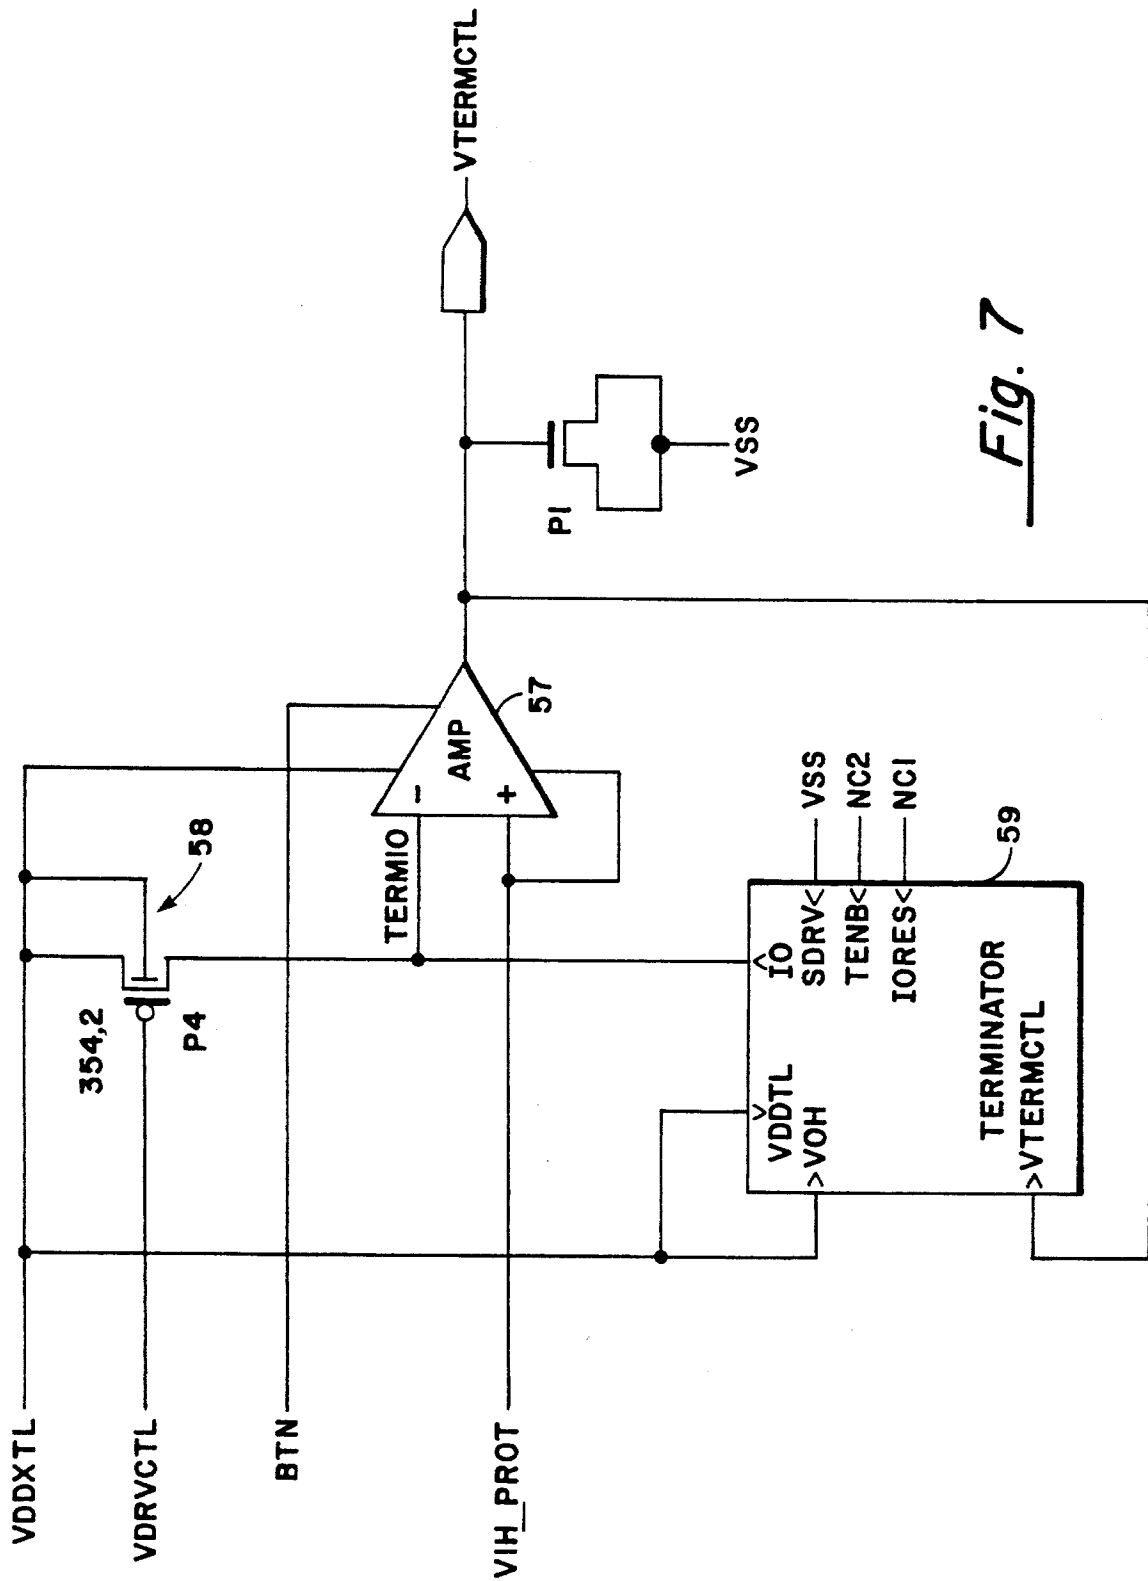 VDDXTL
VDRVCTL
BTN
VIH_PROT
354,2
P4
58
TERMIO
-
+
AMP
57
VTERMCTL
P1
VSS
VDDTL
>VOH
IO
SDRV<
TENB<
IORES<
VSS
NC2
NC1
TERMINATOR
>VTERMCTL
59
Fig. 7